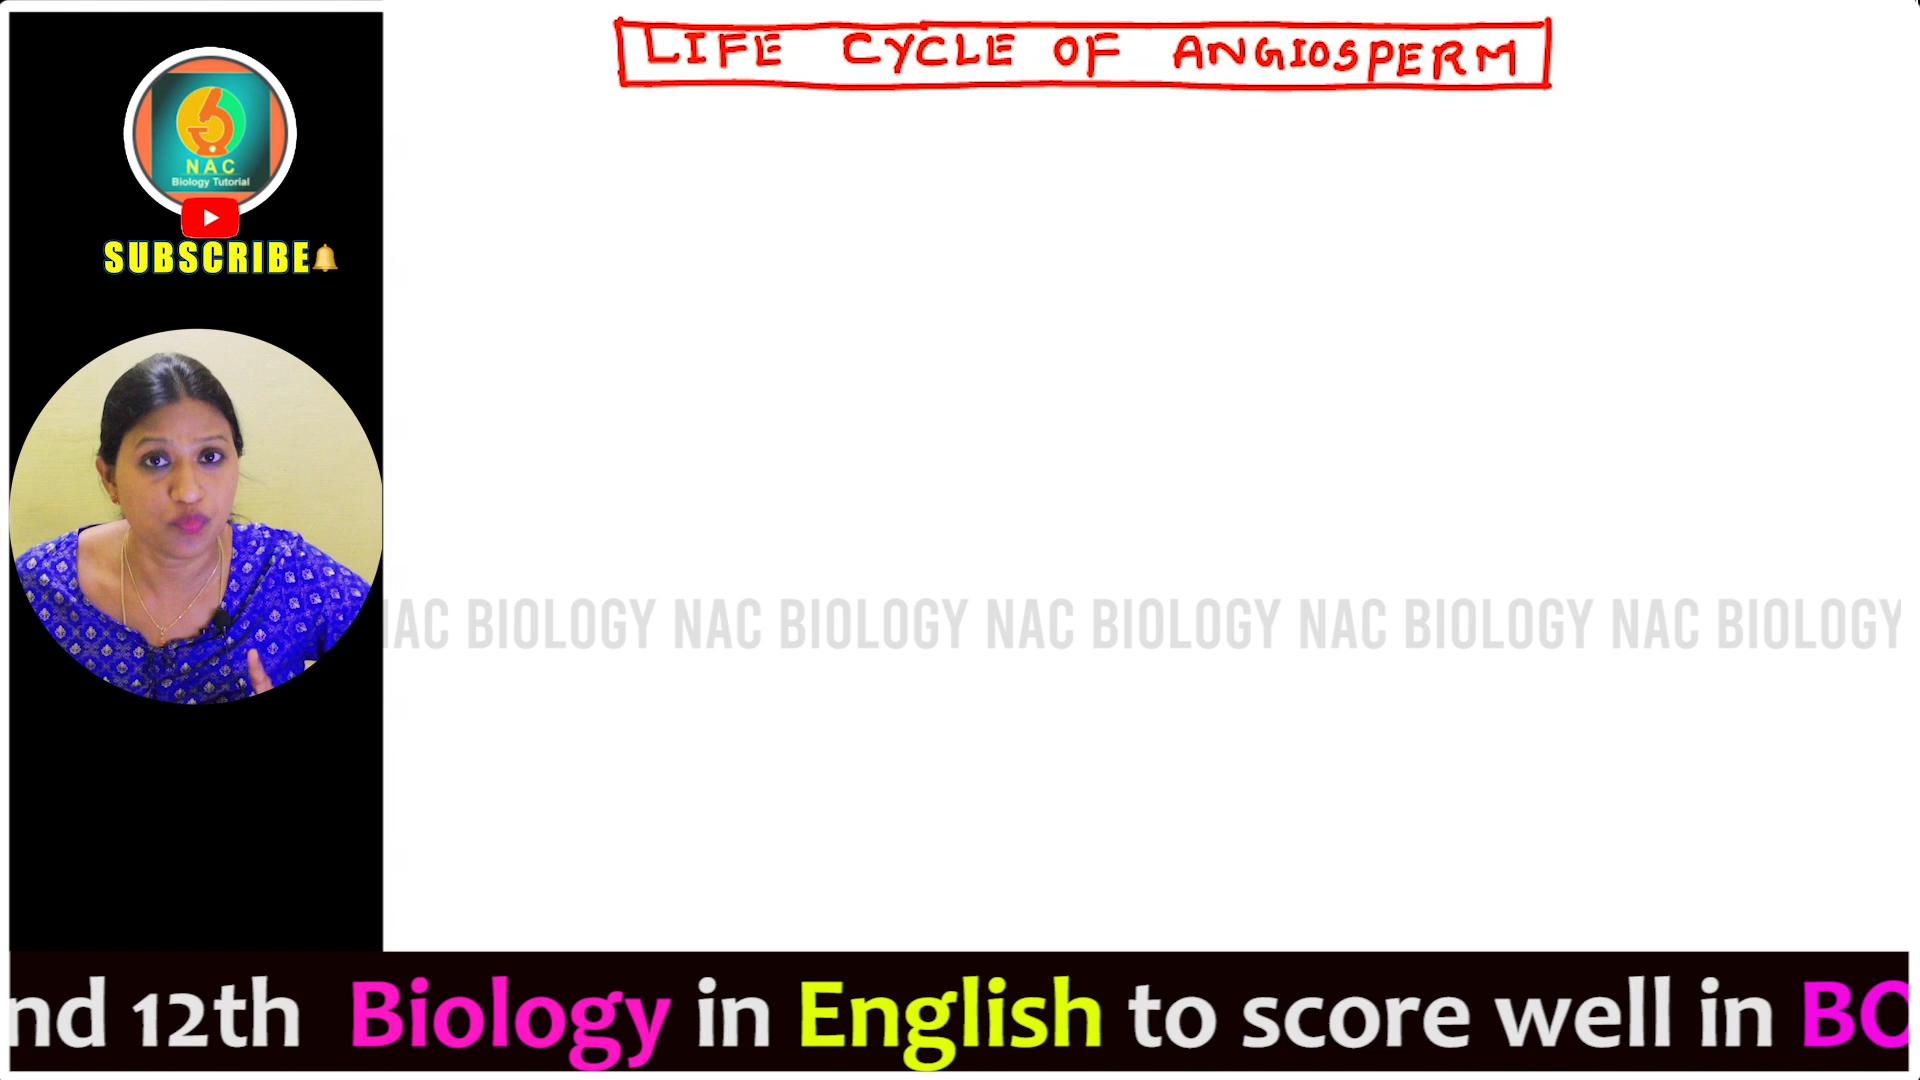 LIFE CYCLE OF ANGIOSPERM
NAC
Biology Tutorial
SUBSCRIBE
NAC BIOLOGY NAC BIOLOGY NAC BIOLOGY NAC BIOLOGY NAC BIOLOGY
nd 12th Biology in English to score well in BO